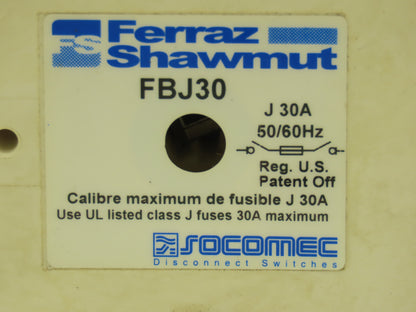 FS Ferraz
Shawmut
FBJ30
J 30A
50/60Hz
Reg. U.S.
Patent Off
Calibre maximum de fusible J 30A
Use UL listed class J fuses 30A maximum
SOCOMEC
Disconnect Switches